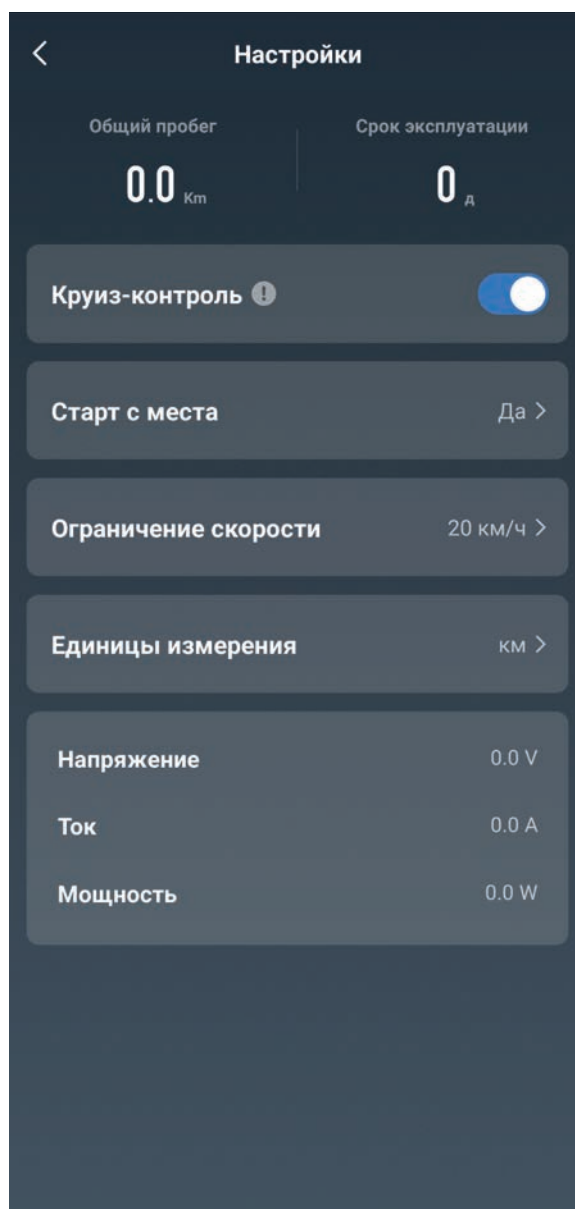 Настройки
Общий пробег
Срок эксплуатации
0.0 Km
0 д
Круиз-контроль
Старт с места
Да
Ограничение скорости
20 км/ч
Единицы измерения
км
Напряжение
0.0 V
Ток
0.0 A
Мощность
0.0 W